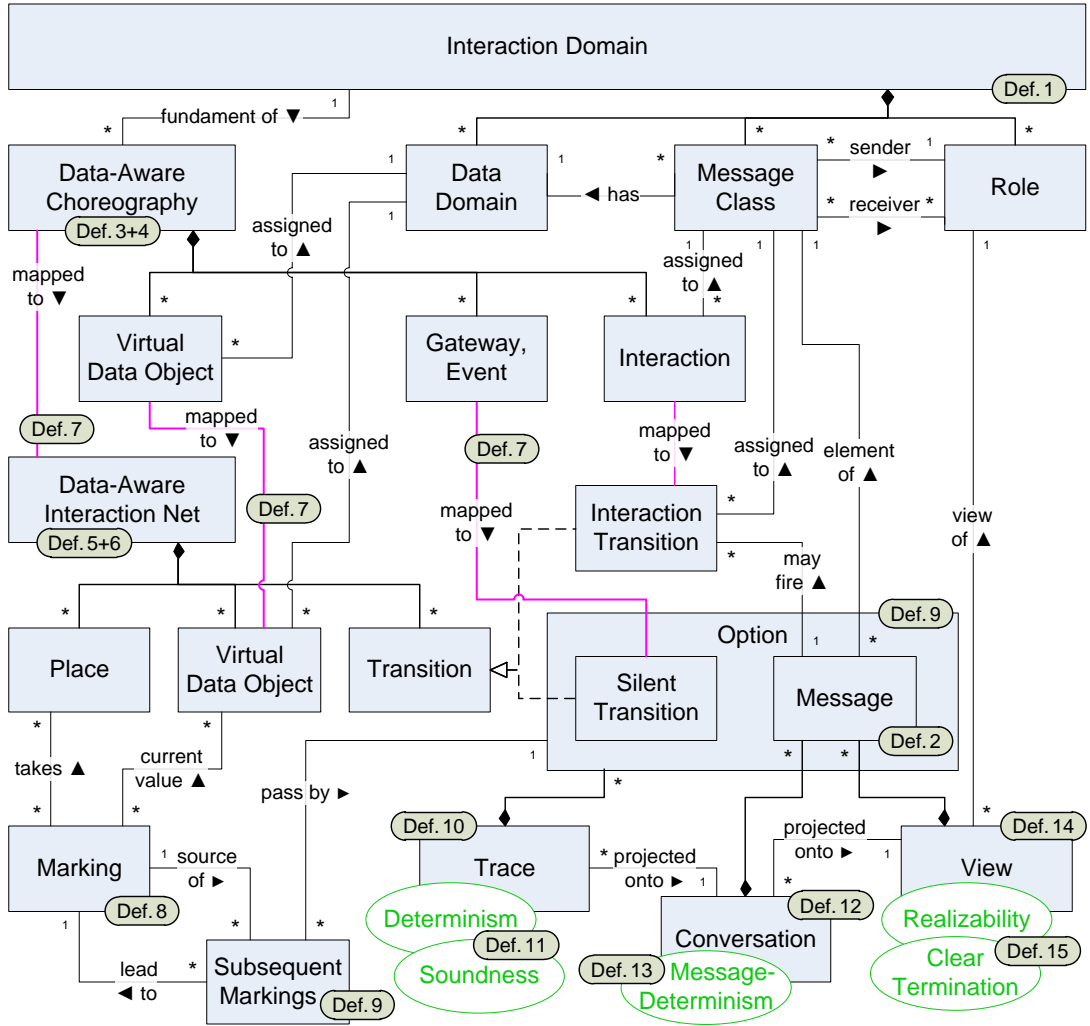 Interaction Domain
Def. 1
1
fundament of ▼
*
*
*
*
Data-Aware
Choreography
Def. 3+4
1
Data
Domain
1
1
◄ has
*
Message
Class
*
sender
►
1
*
receiver
►
*
Role
assigned
to ▲
1
assigned
to ▲
*
1
1
1
mapped
to ▼
*
*
*
Virtual
Data Object
*
Gateway,
Event
Interaction
Def. 7
mapped
to ▼
assigned
to ▲
Def. 7
mapped
to ▼
assigned
to ▲
element
of ▲
Data-Aware
Interaction Net
Def. 5+6
Def. 7
mapped
to ▼
Interaction
Transition
*
*
may
fire ▲
view
of ▲
*
*
*
*
Def. 9
Option
1
*
Place
Virtual
Data Object
Transition
Silent
Transition
Message
Def. 2
*
*
1
*
*
*
takes ▲
current
value ▲
pass by ►
*
*
*
Def. 10
projected
onto ►
Def. 14
Marking
Def. 8
1
source
of ►
Trace
*
projected
onto ►
1
1
*
View
Def. 12
1
*
*
Determinism
Def. 11
Soundness
Conversation
Realizability
Def. 15
Clear
Termination
lead
◄ to
*
Subsequent
Markings
Def. 9
Def. 13
Message-
Determinism